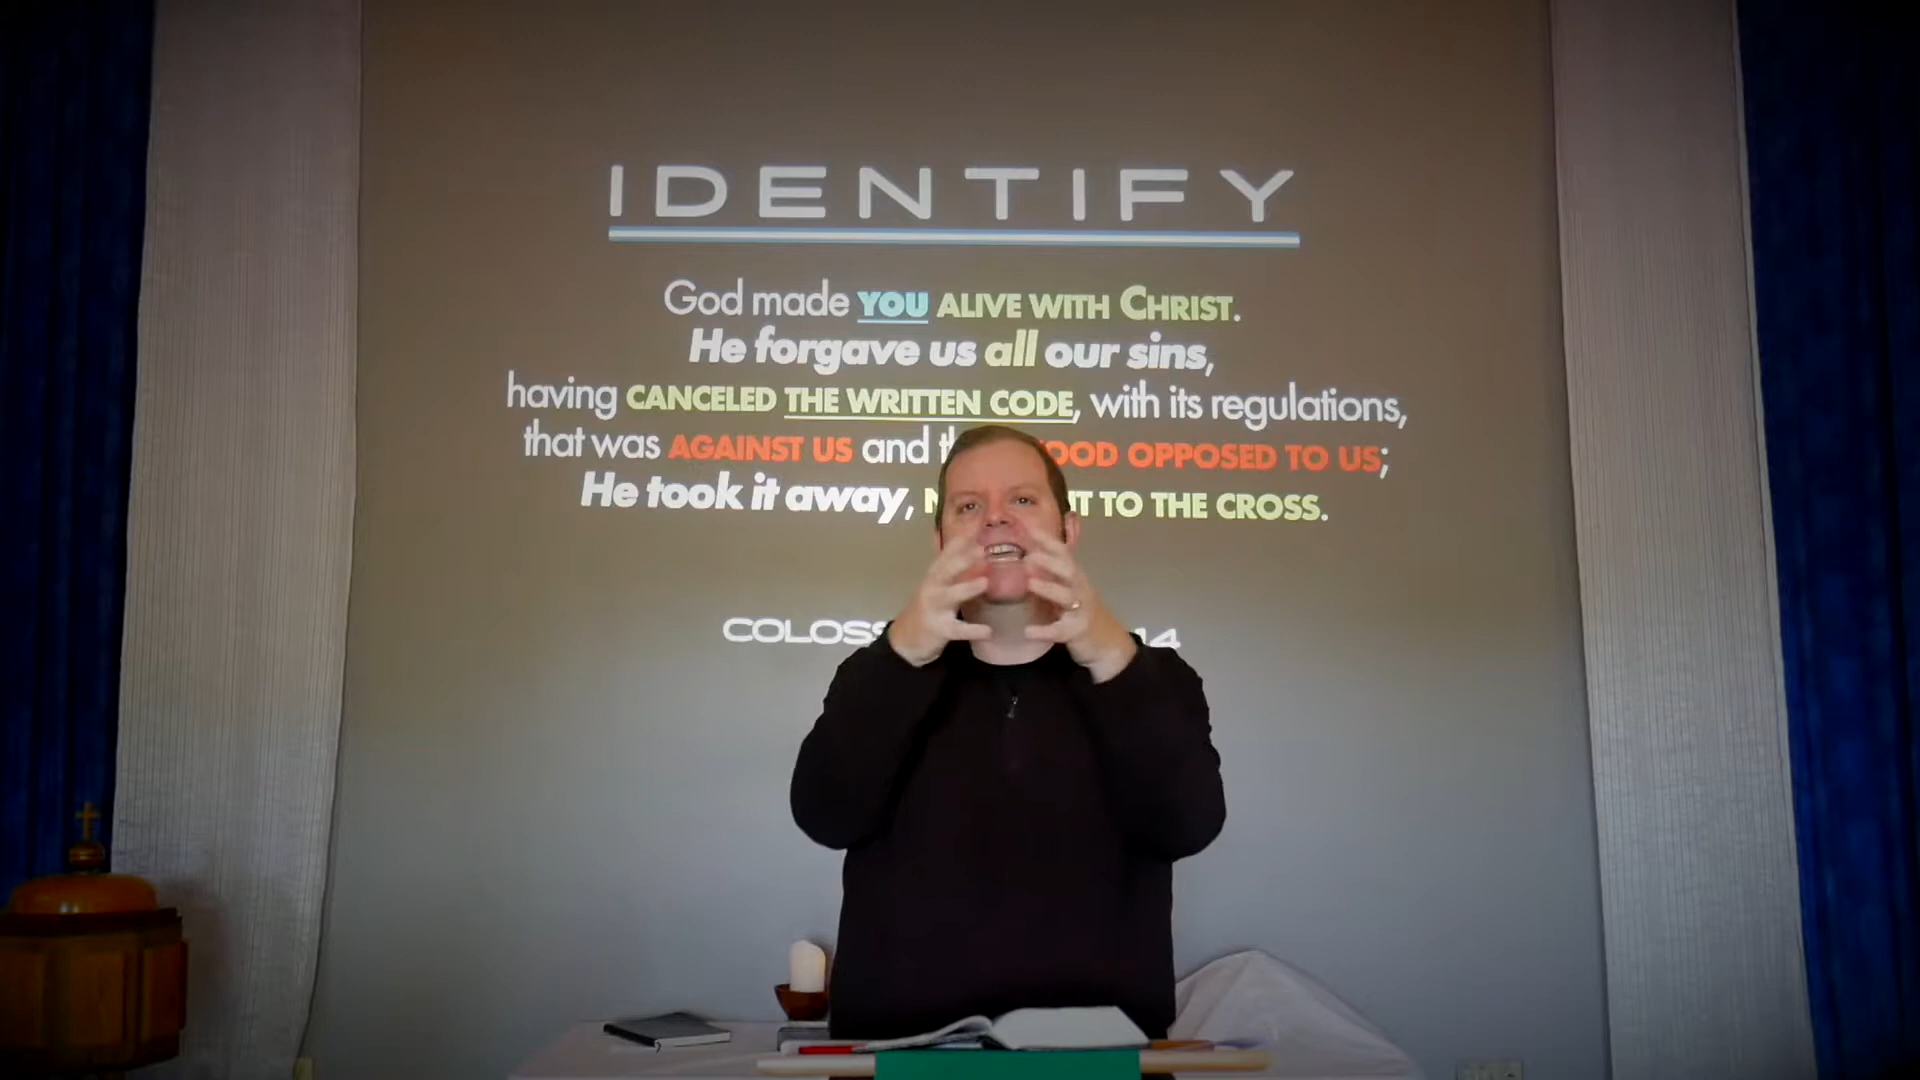 IDENTIFY
God made YOU ALIVE WITH CHRIST.
He forgave us all our sins,
having CANCELED THE WRITTEN CODE, with its regulations,
that was AGAINST US and OPPOSED TO US;
He took it away, TO THE CROSS.